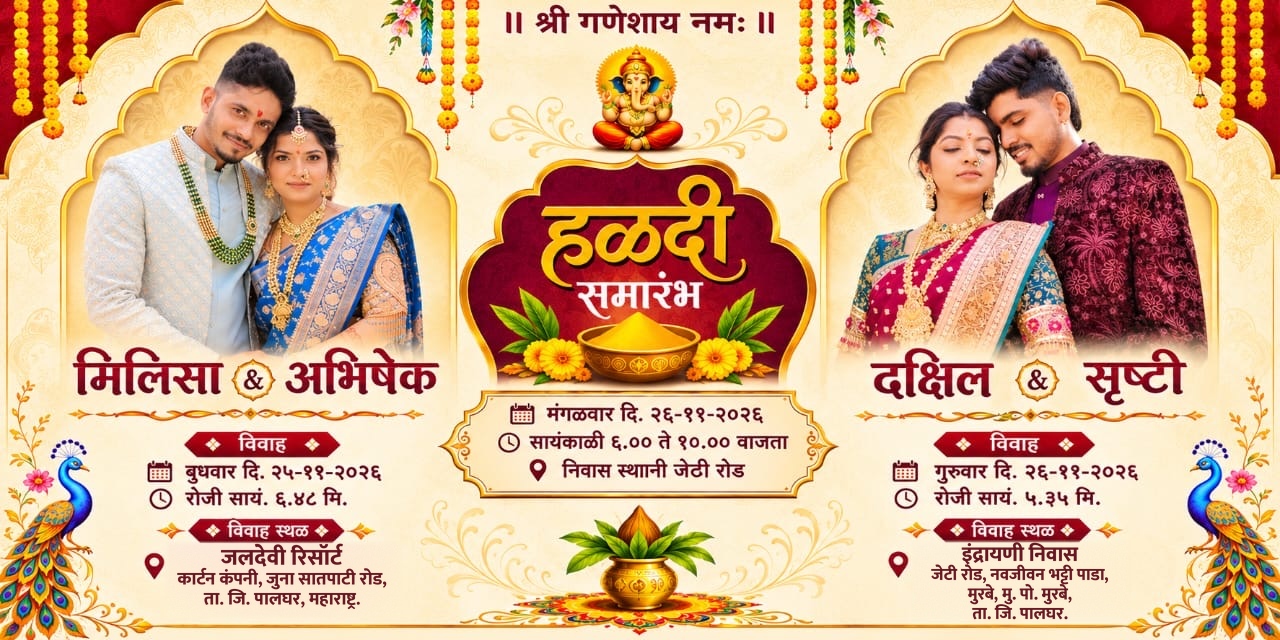 ॥ श्री गणेशाय नमः ॥
हळदी
समारंभ
मंगळवार दि. २६-११-२०२६
सायंकाळी ६.०० ते १०.०० वाजता
निवास स्थाानी जेटी रोड
मिलिसा & अभिषेक
विवाह
बुधवार दि. २५-११-२०२६
रोजी सायं. ६.४८ मि.
विवाह स्थळ
जलदेवी रिसॉर्ट
कार्टन कंपनी, जुना सातपाटी रोड,
ता. जि. पालघर, महाराष्ट्र.
दक्षिल & सृष्टी
विवाह
गुरुवार दि. २६-११-२०२६
रोजी सायं. ५.३५ मि.
विवाह स्थळ
इंद्रायणी निवास
जेटी रोड, नवजीवन भट्टी पाडा,
मुरबे, मु. पो. मुरबे,
ता. जि. पालघर.